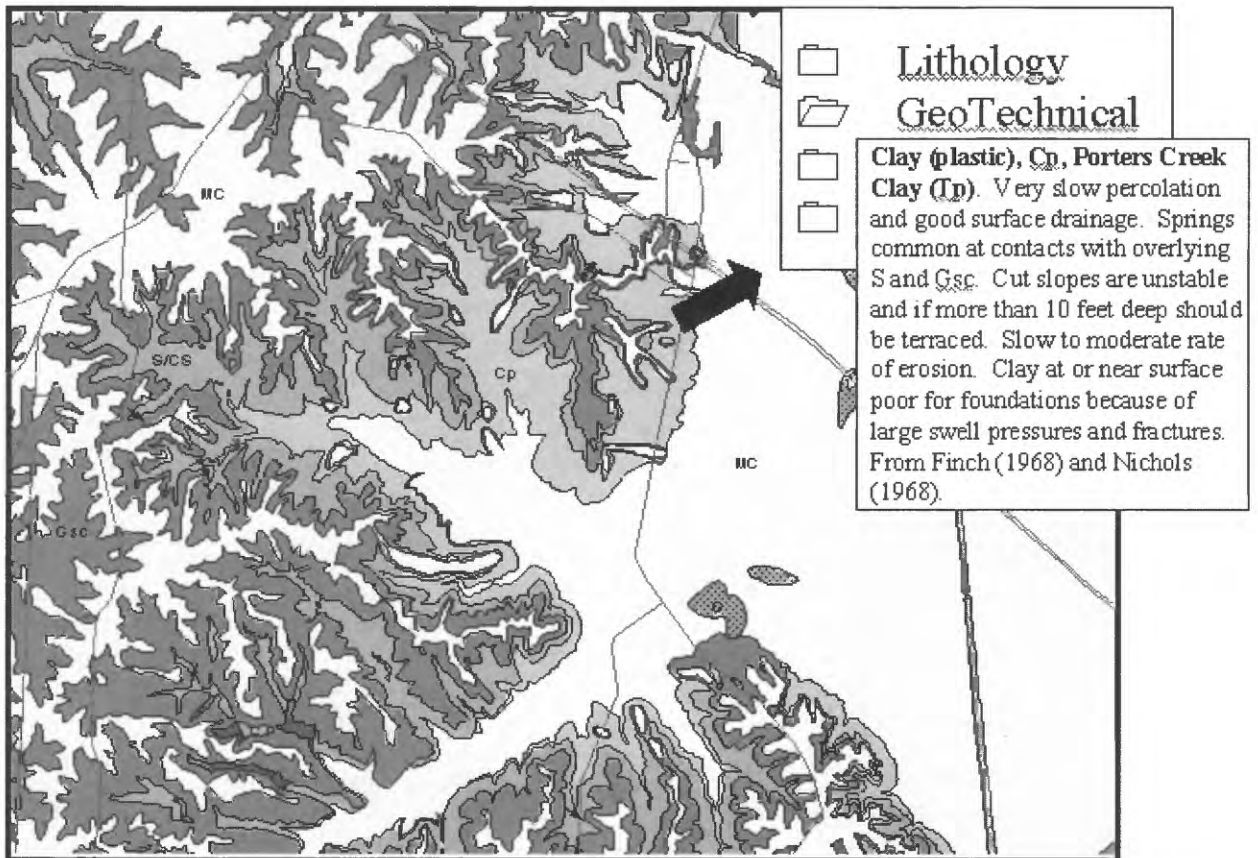 Lithology
GeoTechnical
Clay (plastic), Cp, Porters Creek
Clay (Tp). Very slow percolation
and good surface drainage. Springs
common at contacts with overlying
S and Gsc. Cut slopes are unstable
and if more than 10 feet deep should
be terraced. Slow to moderate rate
of erosion. Clay at or near surface
poor for foundations because of
large swell pressures and fractures.
From Finch (1968) and Nichols
(1968).
MC
S/CS
Cp
MC
Gsc